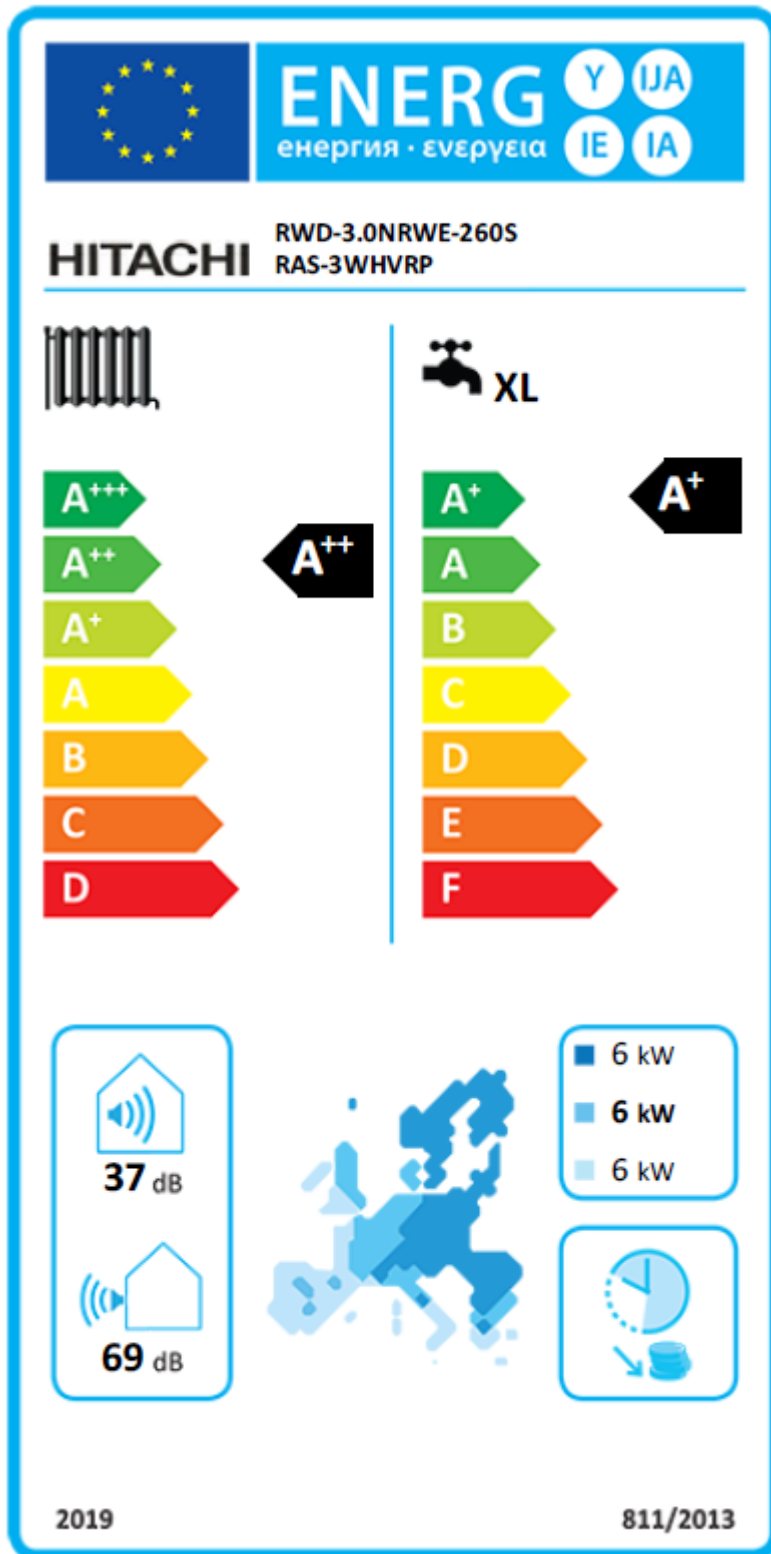 ENERG Y IJA
енергия · ενεργεια IE IA
HITACHI
RWD-3.0NRWE-260S
RAS-3WHVRP
XL
A+++
A++
A+
A
B
C
D
A++
A+
A
B
C
D
E
F
A+
37 dB
69 dB
6 kW
6 kW
6 kW
2019
811/2013